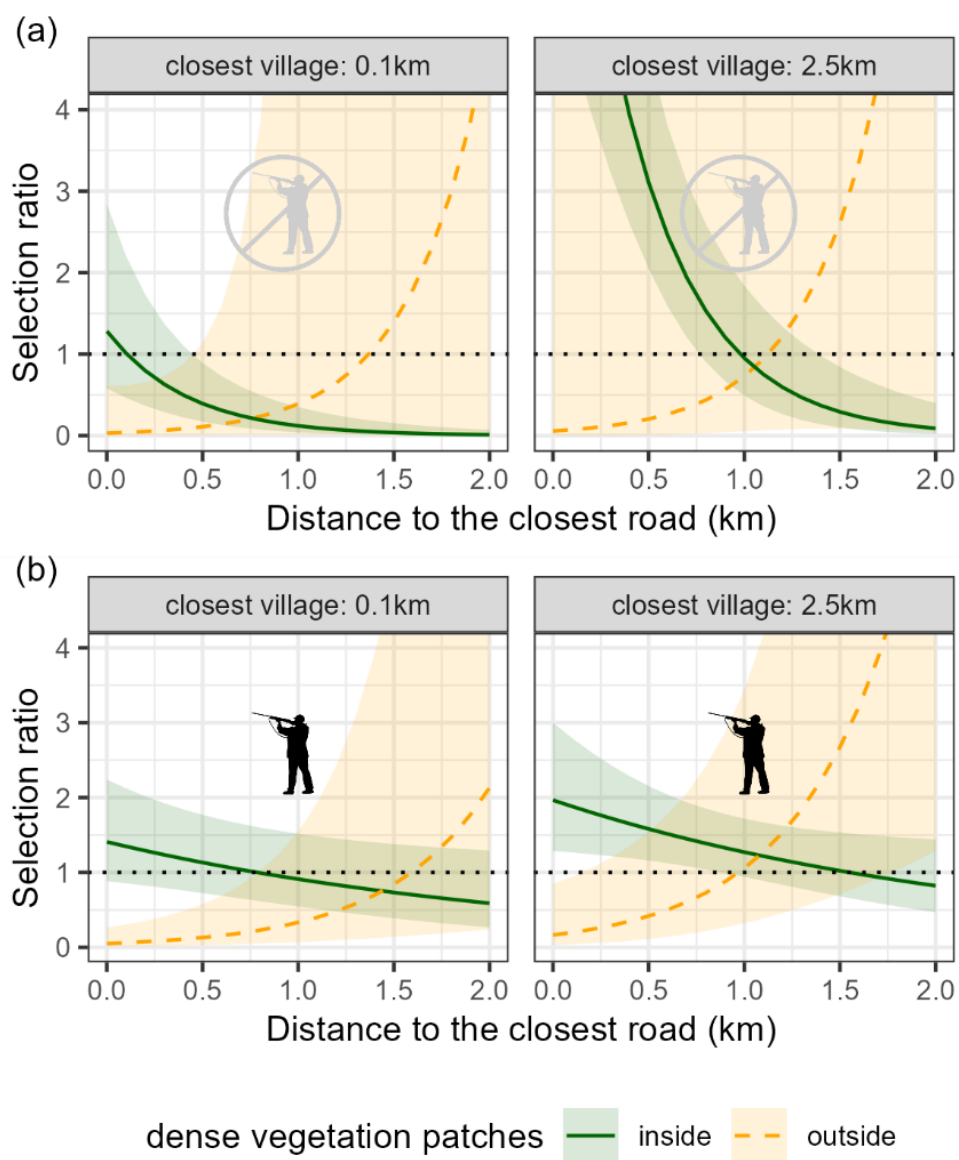 (a)
closest village: 0.1km closest village: 2.5km
4
3
2
1
0
Selection ratio
0.0 0.5 1.0 1.5 2.0 0.0 0.5 1.0 1.5 2.0
Distance to the closest road (km)
(b)
closest village: 0.1km closest village: 2.5km
4
3
2
1
0
Selection ratio
0.0 0.5 1.0 1.5 2.0 0.0 0.5 1.0 1.5 2.0
Distance to the closest road (km)
dense vegetation patches inside outside